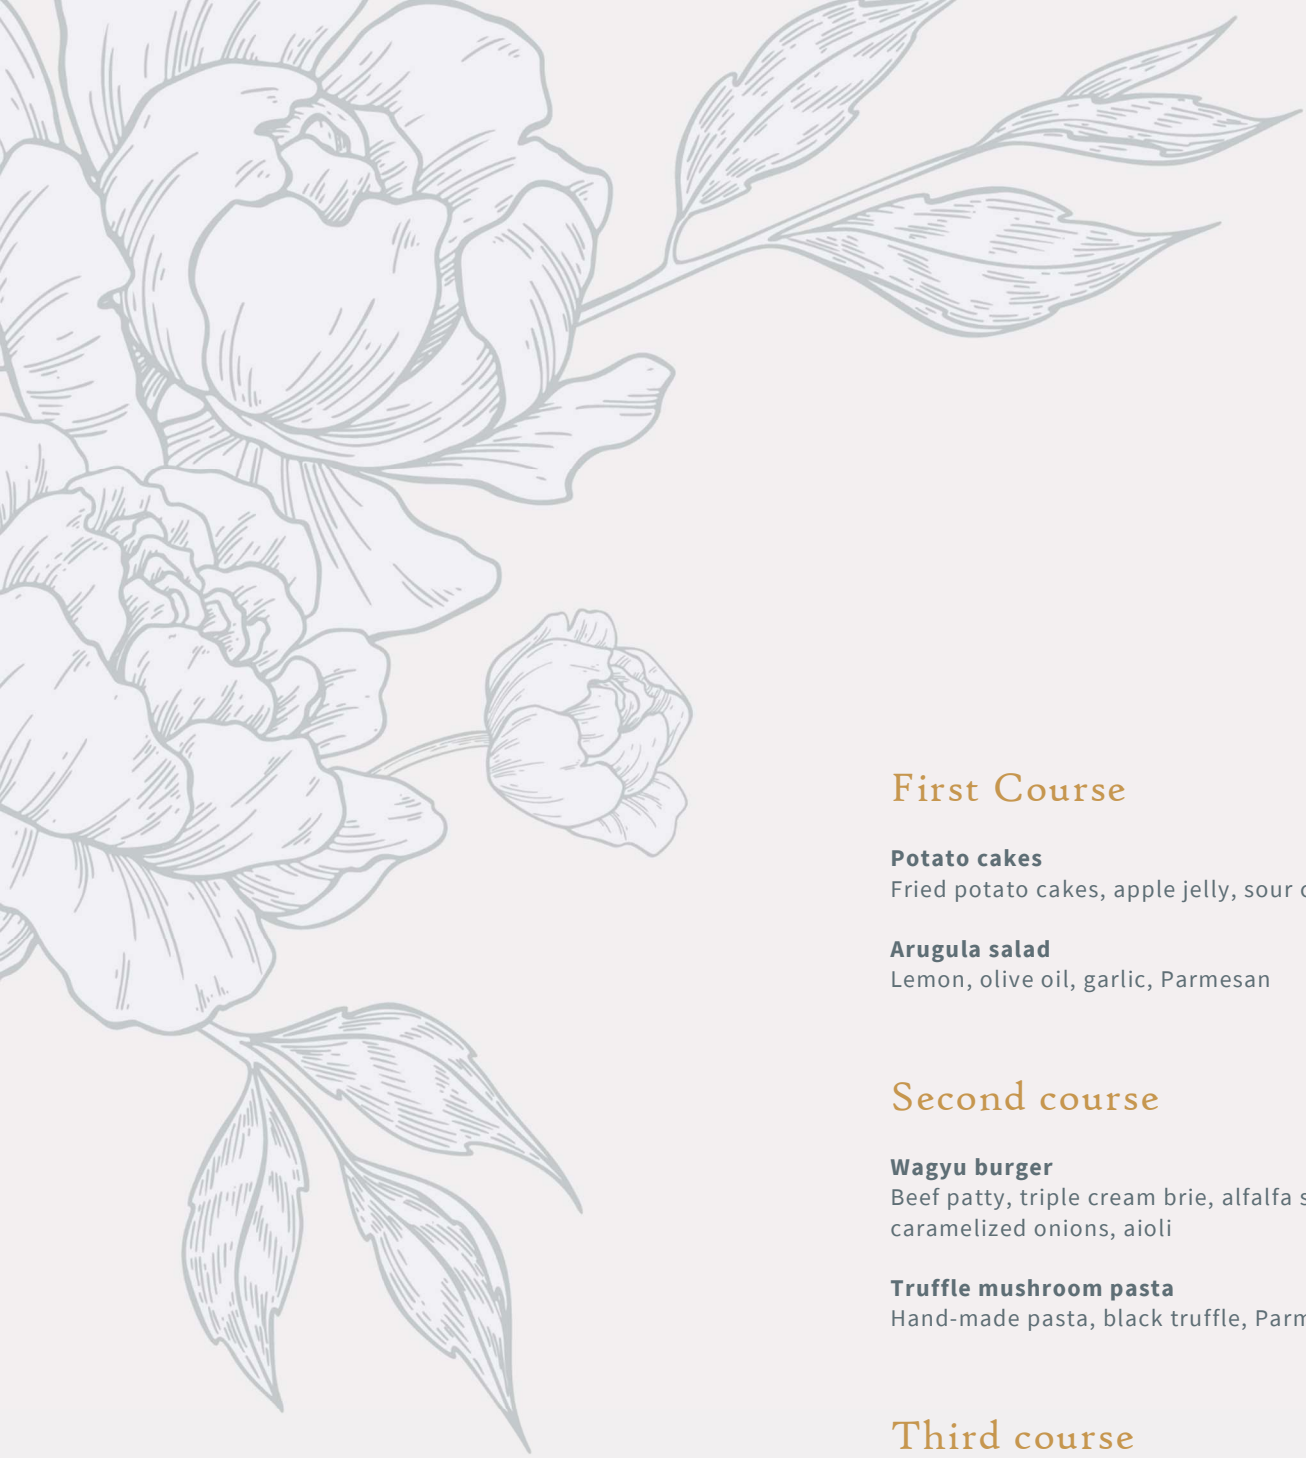 First Course
Potato cakes
Fried potato cakes, apple jelly, sour
Arugula salad
Lemon, olive oil, garlic, Parmesan
Second course
Wagyu burger
Beef patty, triple cream brie, alfalfa
caramelized onions, aioli
Truffle mushroom pasta
Hand-made pasta, black truffle,
Third course